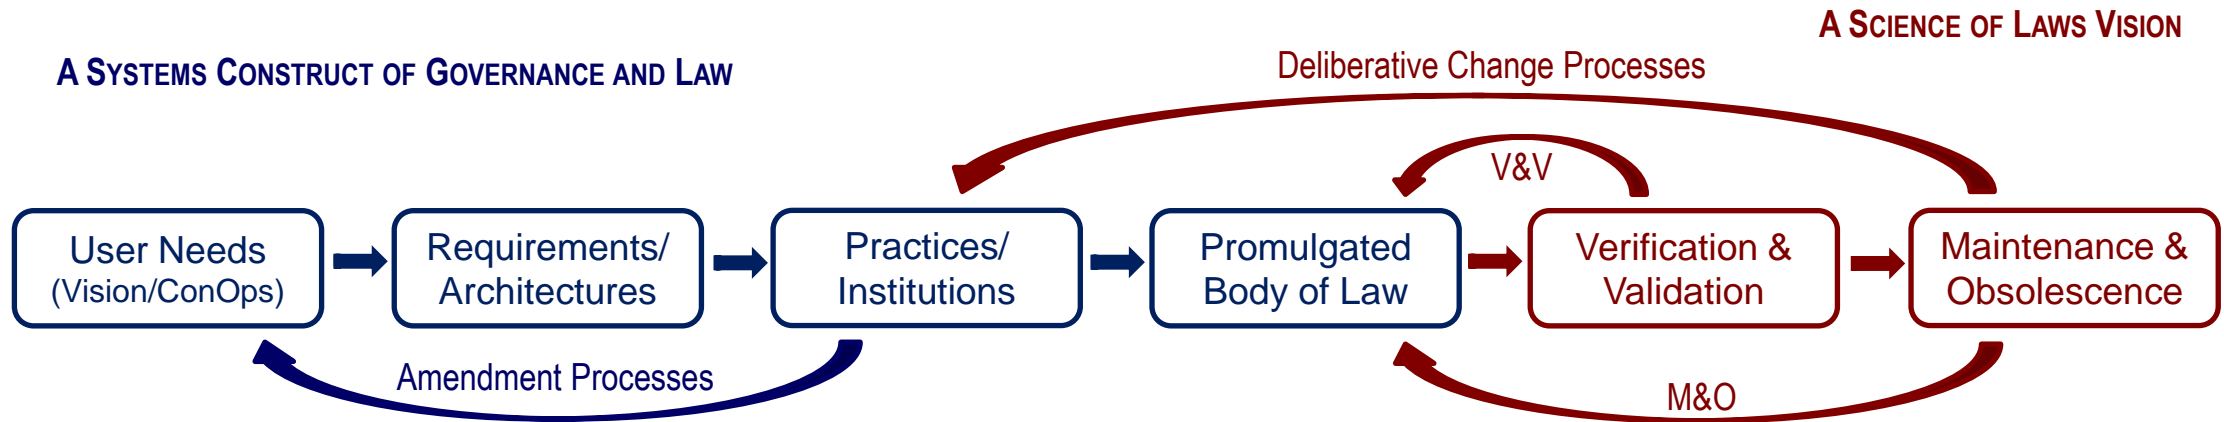 A SCIENCE OF LAWS VISION
A SYSTEMS CONSTRUCT OF GOVERNANCE AND LAW
Deliberative Change Processes
V&V
User Needs
(Vision/ConOps)
Requirements/
Architectures
Practices/
Institutions
Promulgated
Body of Law
Verification &
Validation
Maintenance &
Obsolescence
Amendment Processes
M&O